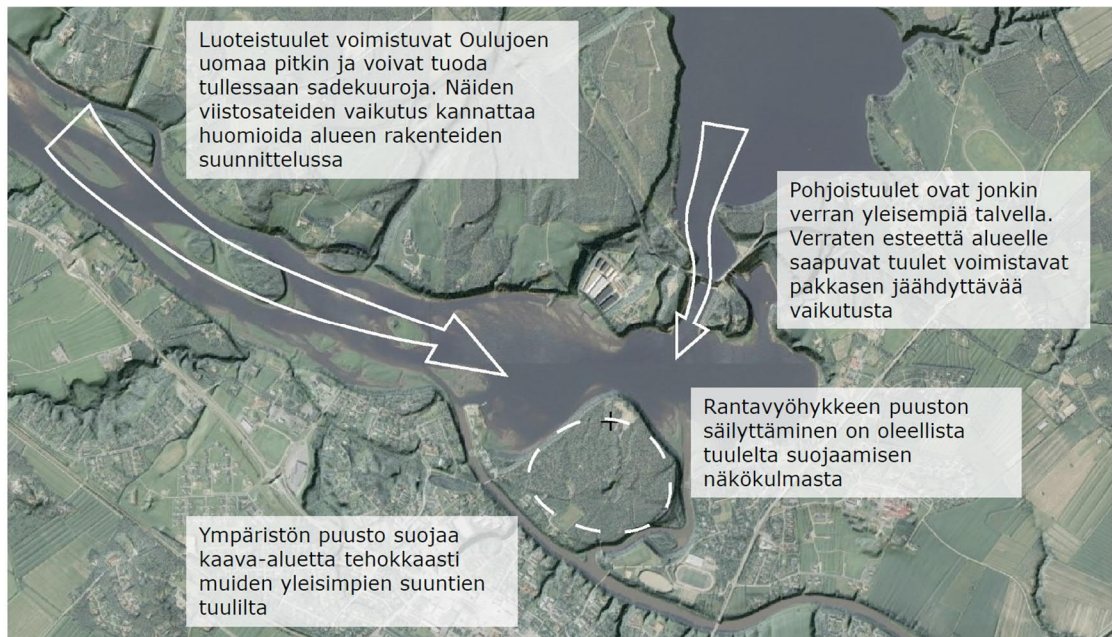 Luoteistuulet voimistuvat Oulujoen
uomaa pitkin ja voivat tuoda
tullessaan sadekuuroja. Näiden
viistosateiden vaikutus kannattaa
huomioida alueen rakenteiden
suunnittelussa
Pohjoistuulet ovat jonkin
verran yleisempiä talvella.
Verraten esteettä alueelle
saapuvat tuulet voimistavat
pakkasen jäähdyttävää
vaikutusta
Rantavyöhykkeen puuston
säilyttäminen on oleellista
tuulelta suojaamisen
näkökulmasta
Ympäristön puusto suojaa
kaava-aluetta tehokkaasti
muiden yleisimpien suuntien
tuulilta